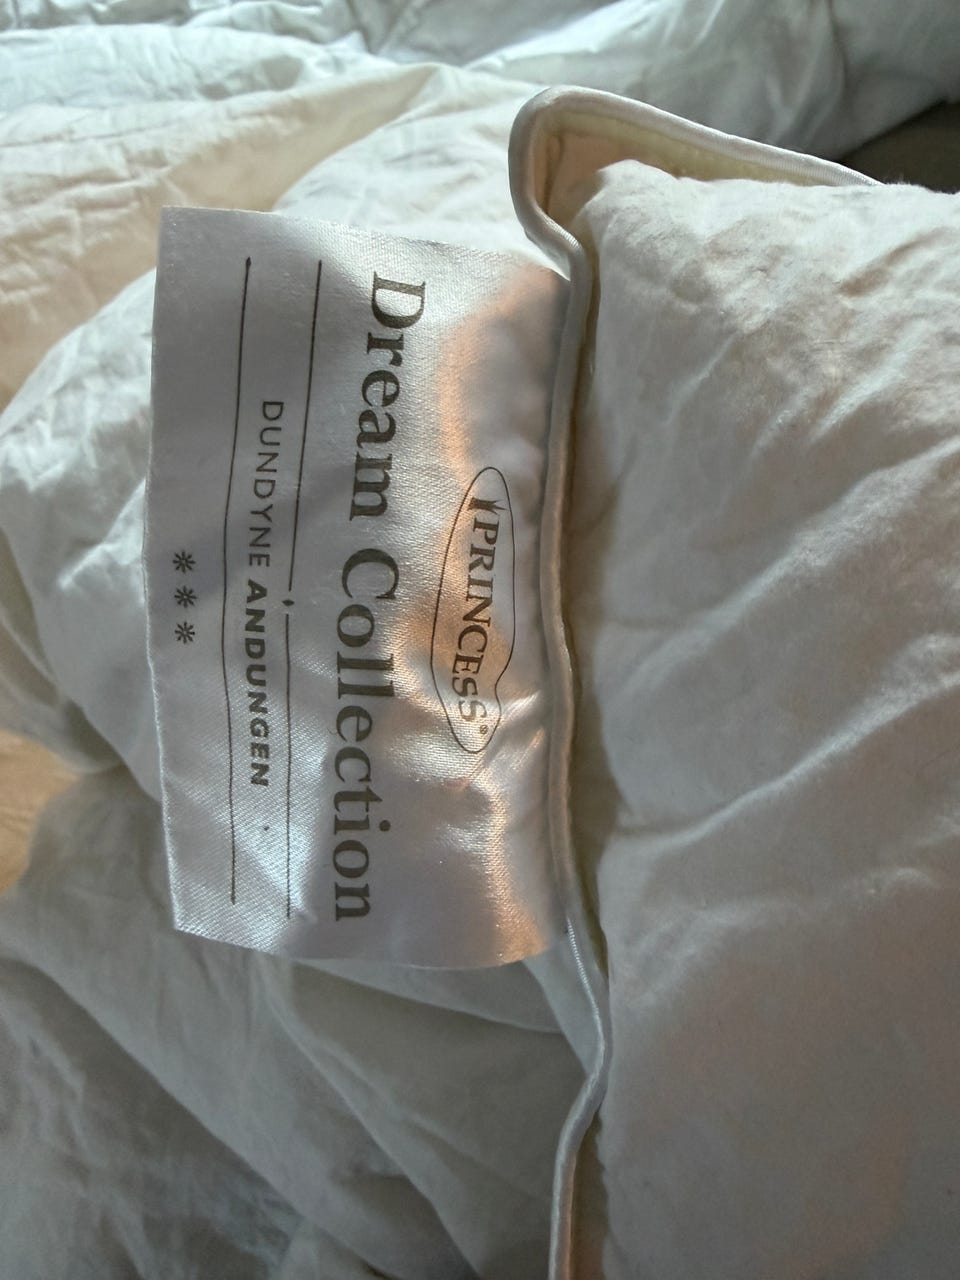 PRINCESS®
Dream Collection
DUNDYNE ANDUNGEN
***